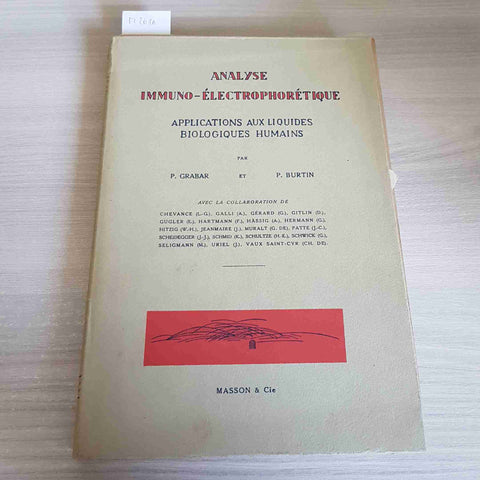 ANALYSE
IMMUNO-ÉLECTROPHORÉTIQUE
APPLICATIONS AUX LIQUIDES
BIOLOGIQUES HUMAINS
PAR
P. GRABAR ET P. BURTIN
AVEC LA COLLABORATION DE
CHEVANCE (L.-G.), GALLI (A.), GÉRARD (G.), GITLIN (D.),
GUGLER (E.), HARTMANN (F.), HÄSSIG (A.), HERMANN (G.),
HITZIG (W.-H.), JEANMAIRE (J.), MURALT (G. DE), PATTE (J.-C.),
SCHEIDEGGER (J.-J.), SCHMID (K.), SCHULTZE (H.-E.), SCHWICK (G.),
SELIGMANN (M.), URIEL (J.), VAUX SAINT-CYR (CH. DE).
MASSON & Cie